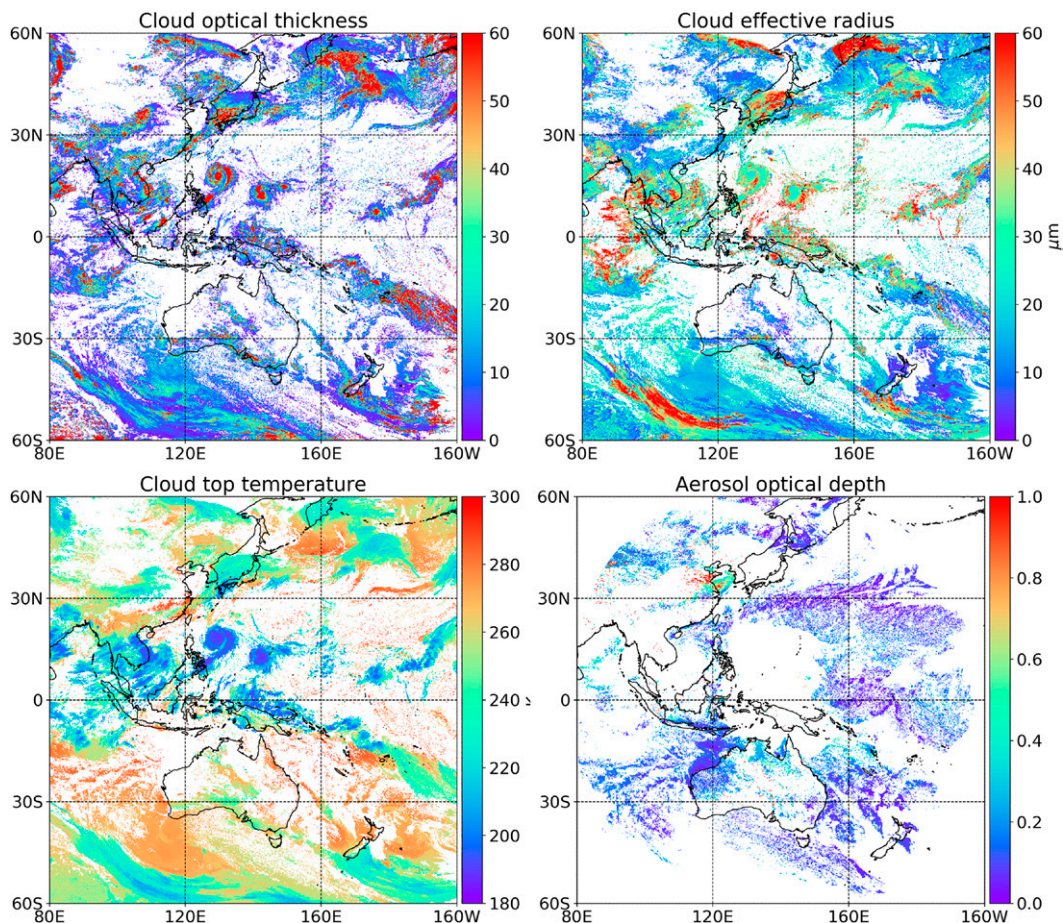 Cloud optical thickness
60N
30N
0
30S
60S
80E 120E 160E 160W
60
50
40
30
20
10
0
Cloud effective radius
60N
30N
0
30S
60S
80E 120E 160E 160W
60
50
40
30
20
10
0
μm
Cloud top temperature
60N
30N
0
30S
60S
80E 120E 160E 160W
300
280
260
240
220
200
180
Aerosol optical depth
60N
30N
0
30S
60S
80E 120E 160E 160W
1.0
0.8
0.6
0.4
0.2
0.0